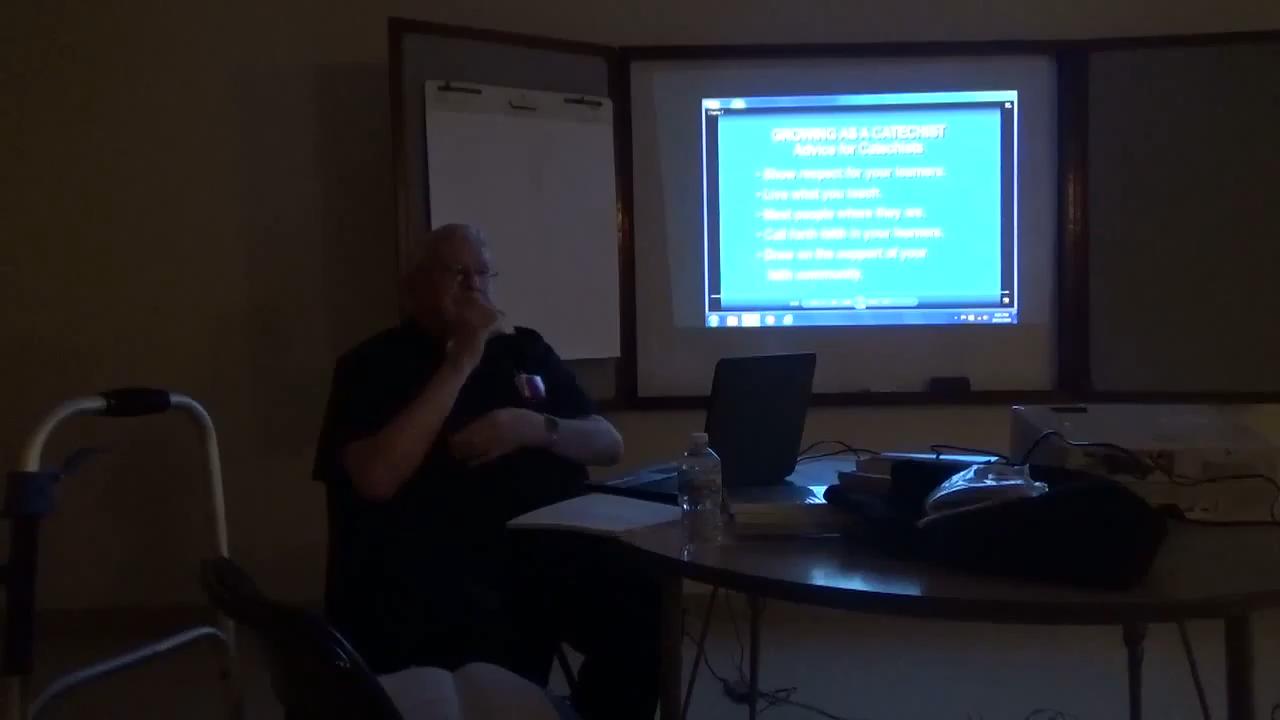 GROWING AS A CATECHIST
Advice for Catechists
- Show respect for your learners.
- Live what you teach.
- Meet people where they are.
- Call forth faith in your learners.
- Draw on the support of your
faith community.